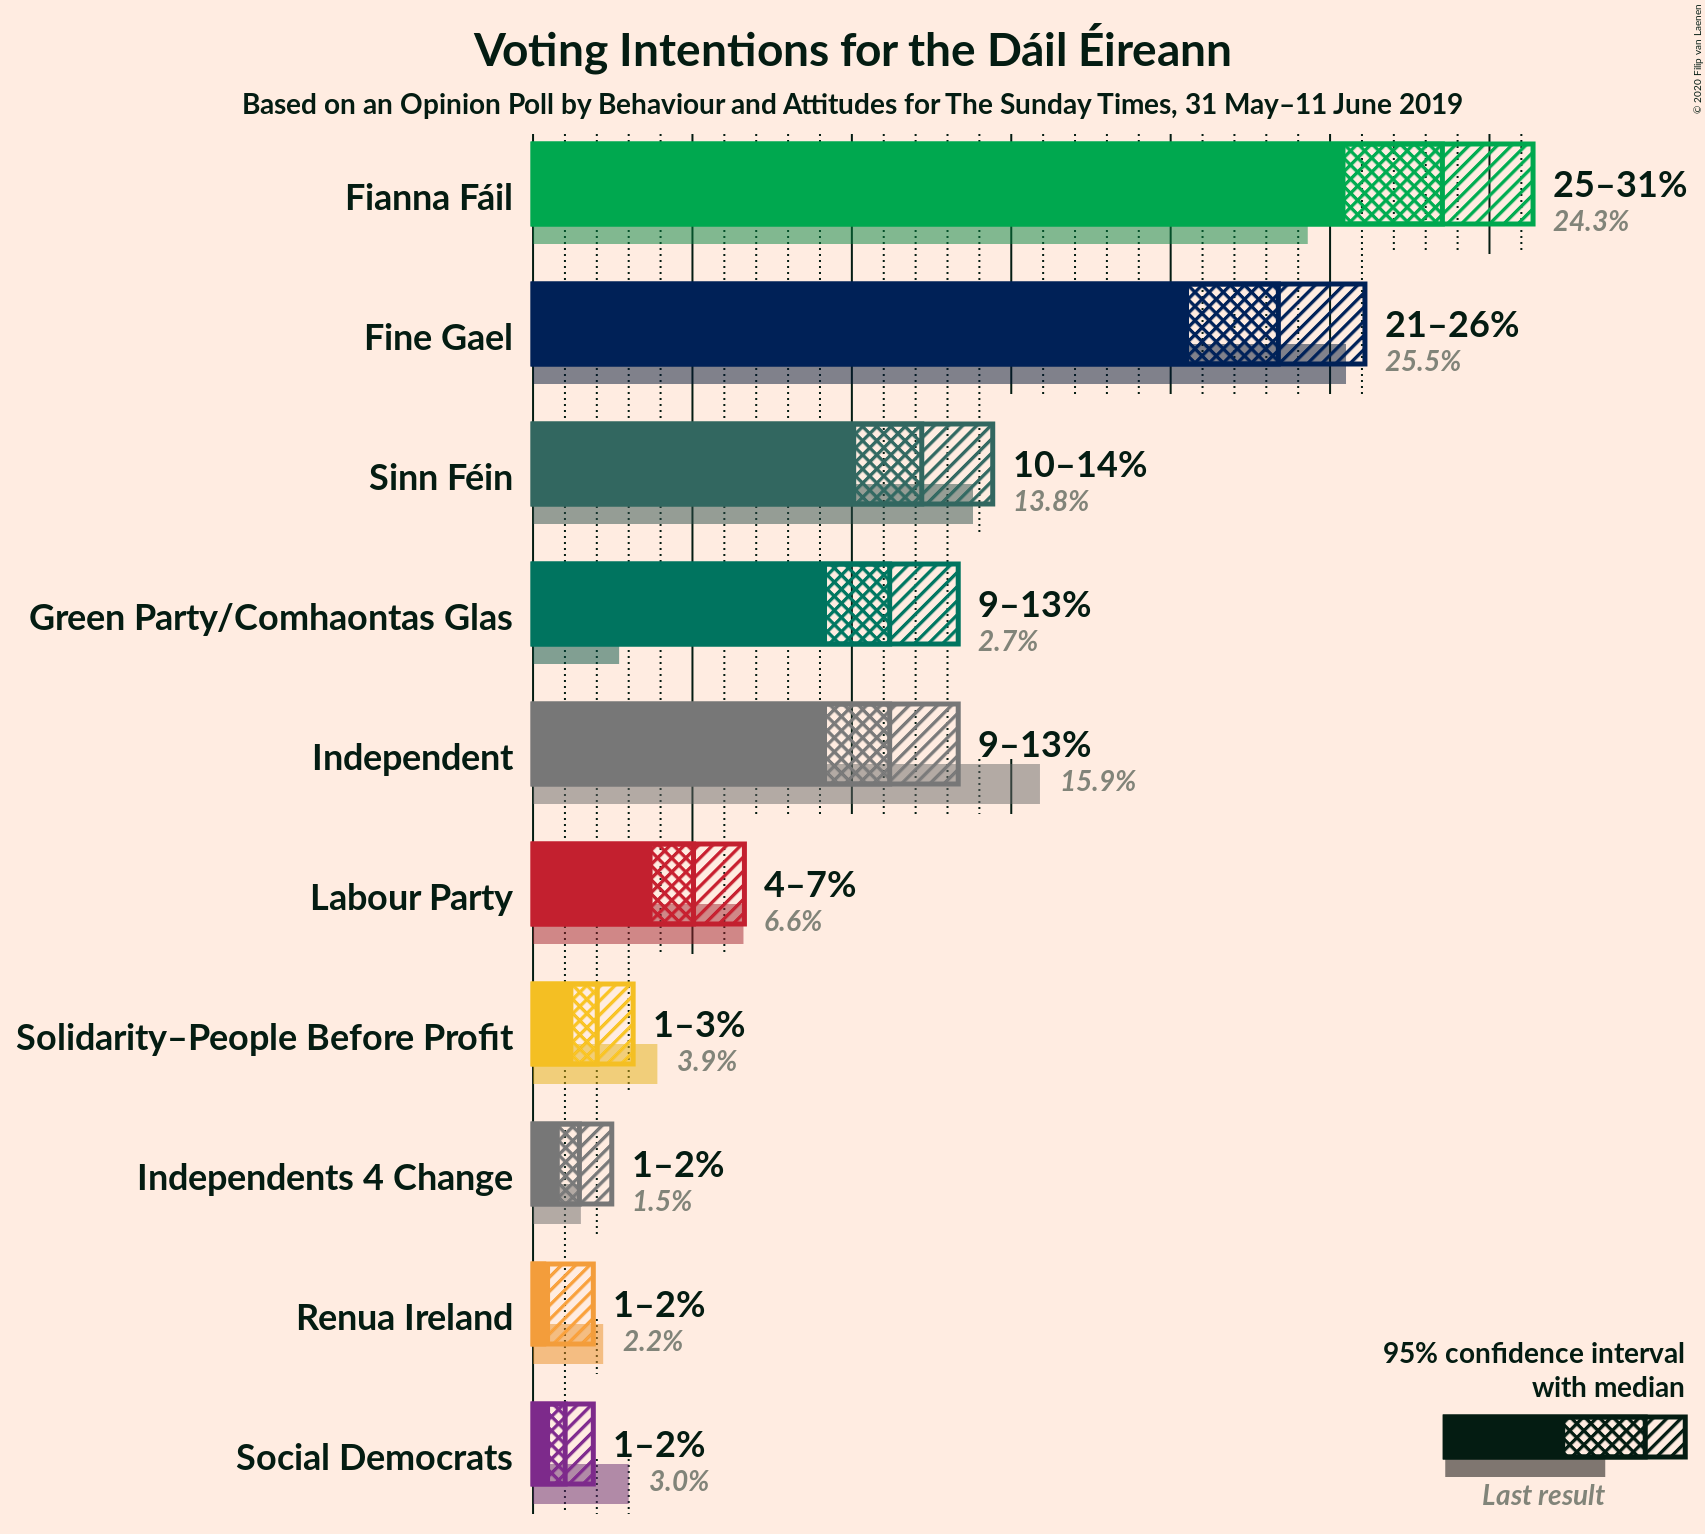 Voting Intentions for the Dáil Éireann
Based on an Opinion Poll by Behaviour and Attitudes for The Sunday Times, 31 May–11 June 2019
© 2020 Filip van Laenen
Fianna Fáil
25–31%
24.3%
Fine Gael
21–26%
25.5%
Sinn Féin
10–14%
13.8%
Green Party/Comhaontas Glas
9–13%
2.7%
Independent
9–13%
15.9%
Labour Party
4–7%
6.6%
Solidarity–People Before Profit
1–3%
3.9%
Independents 4 Change
1–2%
1.5%
Renua Ireland
1–2%
2.2%
Social Democrats
1–2%
3.0%
95% confidence interval
with median
Last result